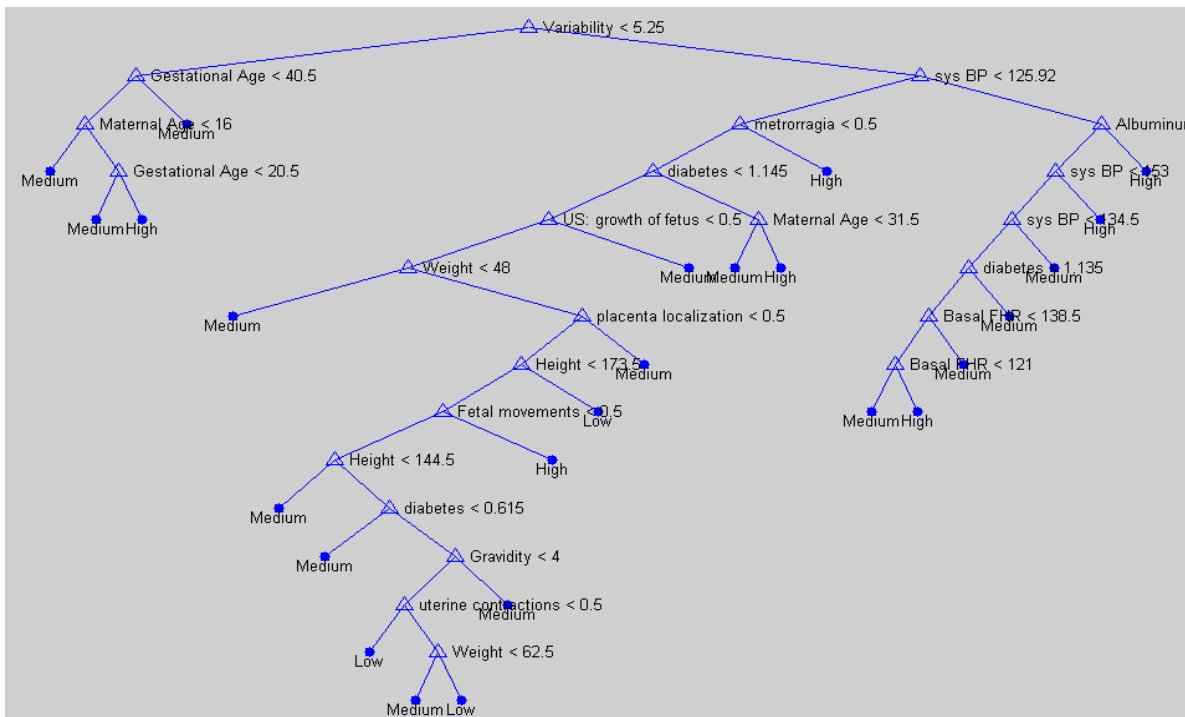 Variability < 5.25
Gestational Age < 40.5
sys BP < 125.92
Maternal Age < 16
Medium
metrorragia < 0.5
Albuminur
Medium
Gestational Age < 20.5
diabetes < 1.145
High
sys BP < 153
High
Medium
High
US: growth of fetus < 0.5
Maternal Age < 31.5
sys BP < 134.5
High
Weight < 48
Medium
Medium
High
diabetes < 1.135
Medium
Medium
placenta localization < 0.5
Basal FHR < 138.5
Medium
Height < 173.5
Medium
Basal FHR < 121
Medium
Fetal movements < 0.5
Low
Medium
High
Height < 144.5
High
Medium
diabetes < 0.615
Medium
Gravidity < 4
uterine contractions < 0.5
Medium
Low
Weight < 62.5
Medium
Low